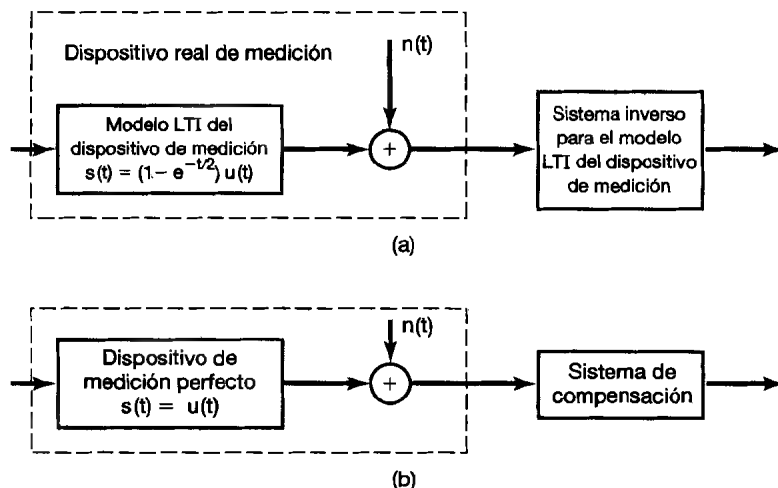 Dispositivo real de medición
n(t)
Modelo LTI del
dispositivo de medición
s(t) = (1- e^-t/2) u(t)
+
Sistema inverso
para el modelo
LTI del dispositivo
de medición
(a)
n(t)
Dispositivo de
medición perfecto
s(t) = u(t)
+
Sistema de
compensación
(b)